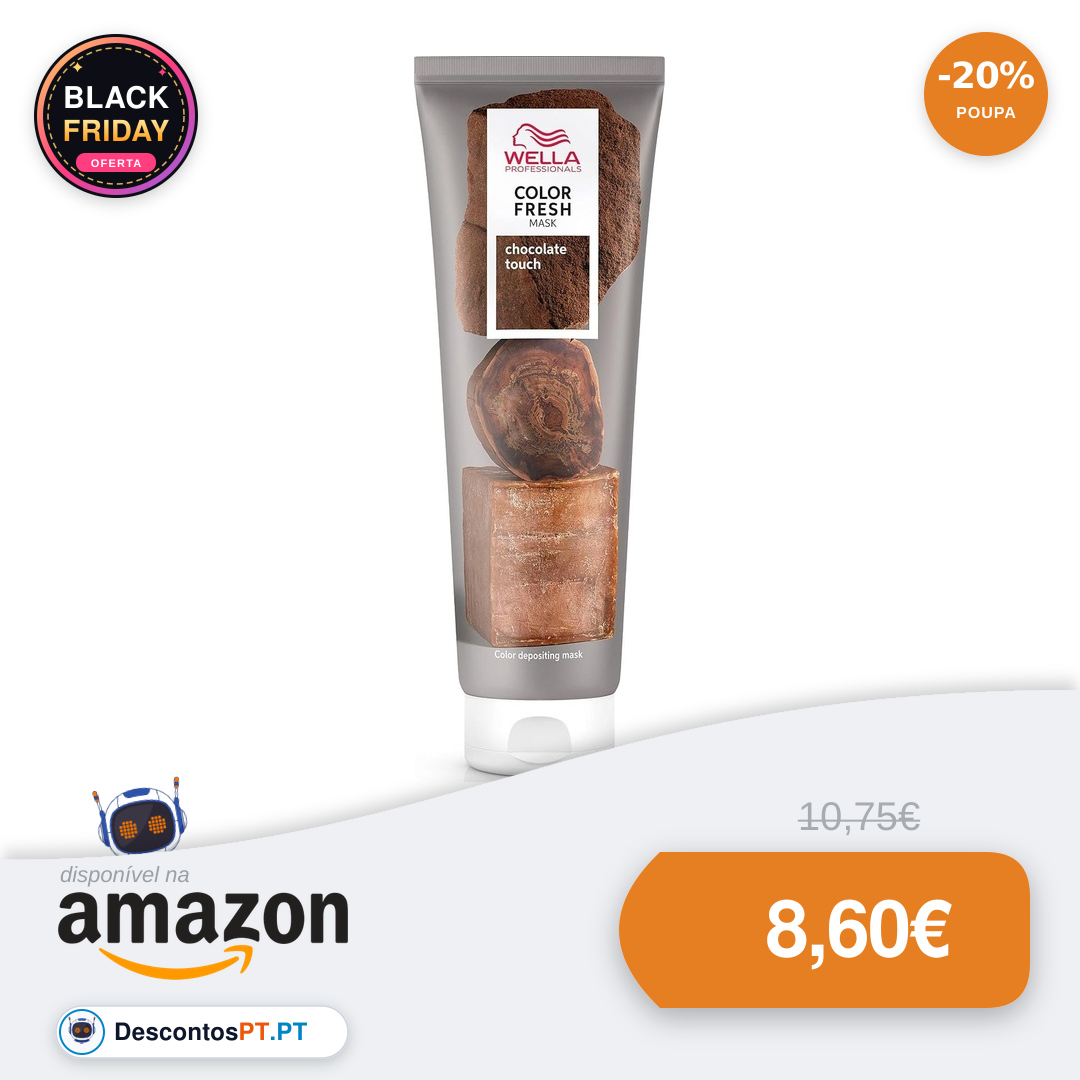 BLACK
FRIDAY
OFERTA
-20%
POUPA
WELLA
PROFESSIONALS
COLOR
FRESH
MASK
chocolate
touch
Color depositing mask
10,75€
8,60€
disponível na
amazon
DescontosPT.PT